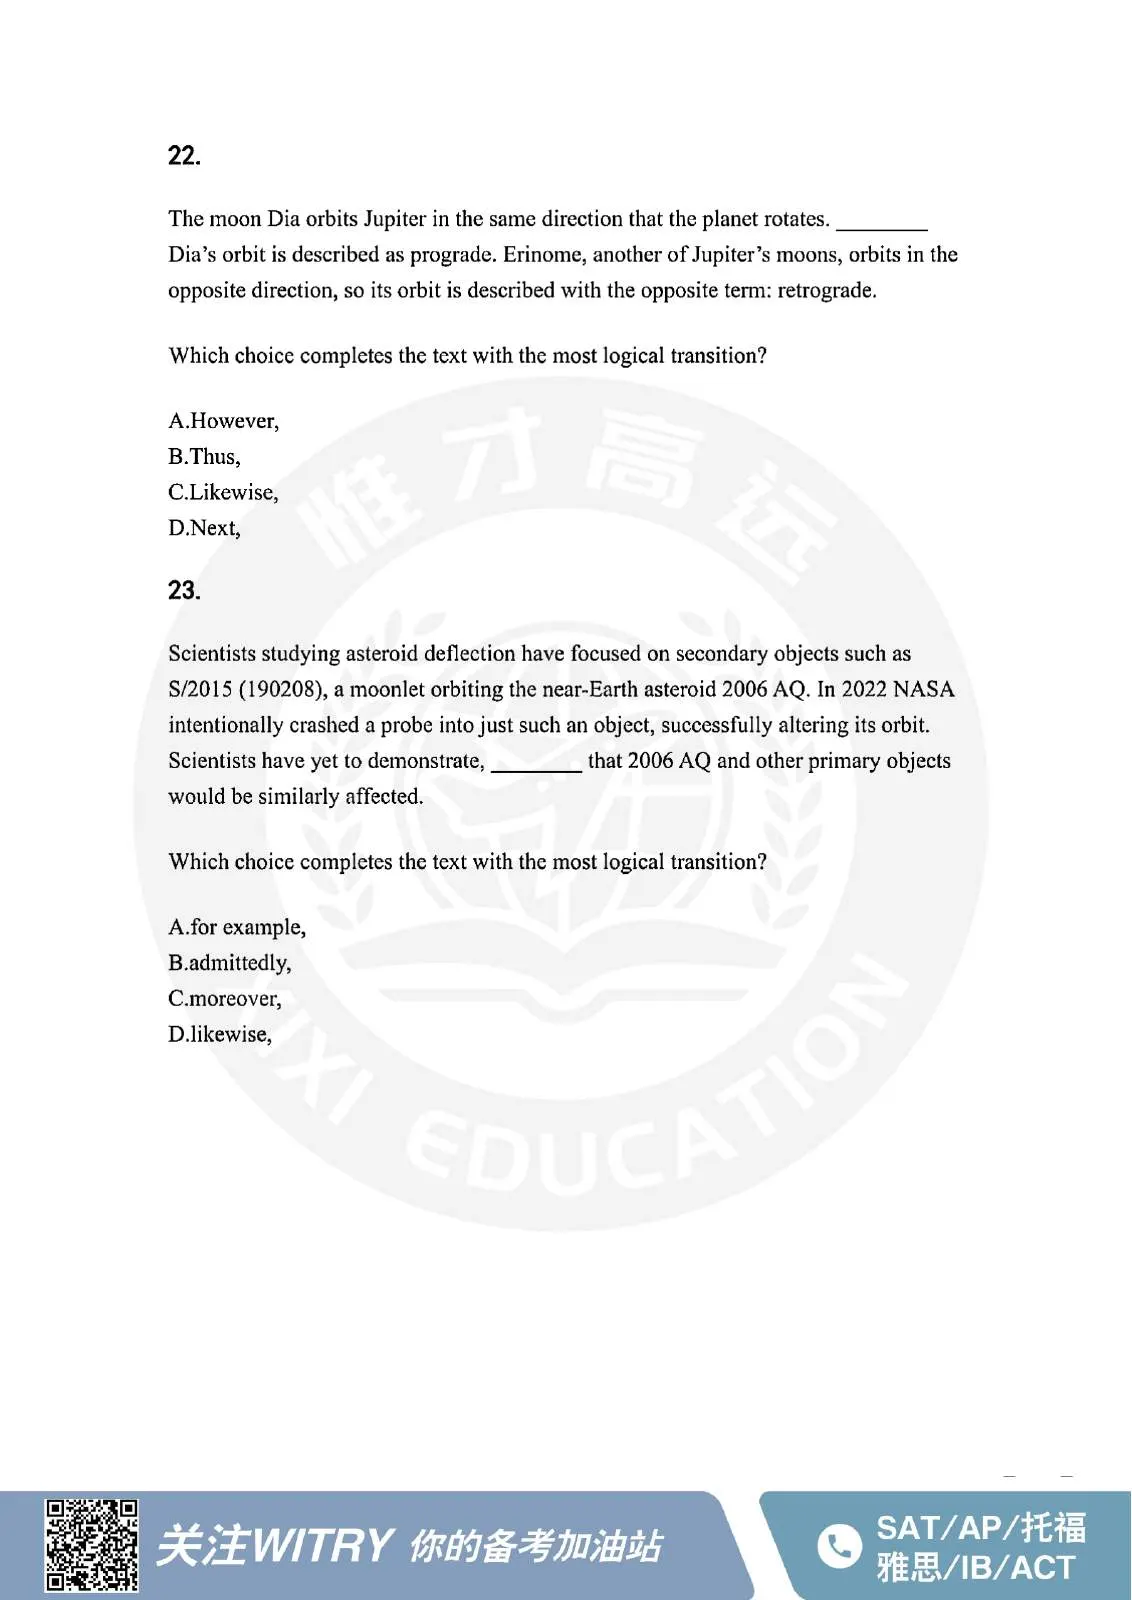 22.
The moon Dia orbits Jupiter in the same direction that the planet rotates. ________
Dia's orbit is described as prograde. Erinome, another of Jupiter's moons, orbits in the
opposite direction, so its orbit is described with the opposite term: retrograde.
Which choice completes the text with the most logical transition?
A.However,
B.Thus,
C.Likewise,
D.Next,
23.
Scientists studying asteroid deflection have focused on secondary objects such as
S/2015 (190208), a moonlet orbiting the near-Earth asteroid 2006 AQ. In 2022 NASA
intentionally crashed a probe into just such an object, successfully altering its orbit.
Scientists have yet to demonstrate, ________ that 2006 AQ and other primary objects
would be similarly affected.
Which choice completes the text with the most logical transition?
A.for example,
B.admittedly,
C.moreover,
D.likewise,
惟才高远
XIXI EDUCATION
关注WITRY 你的备考加油站
SAT/AP/托福
雅思/IB/ACT